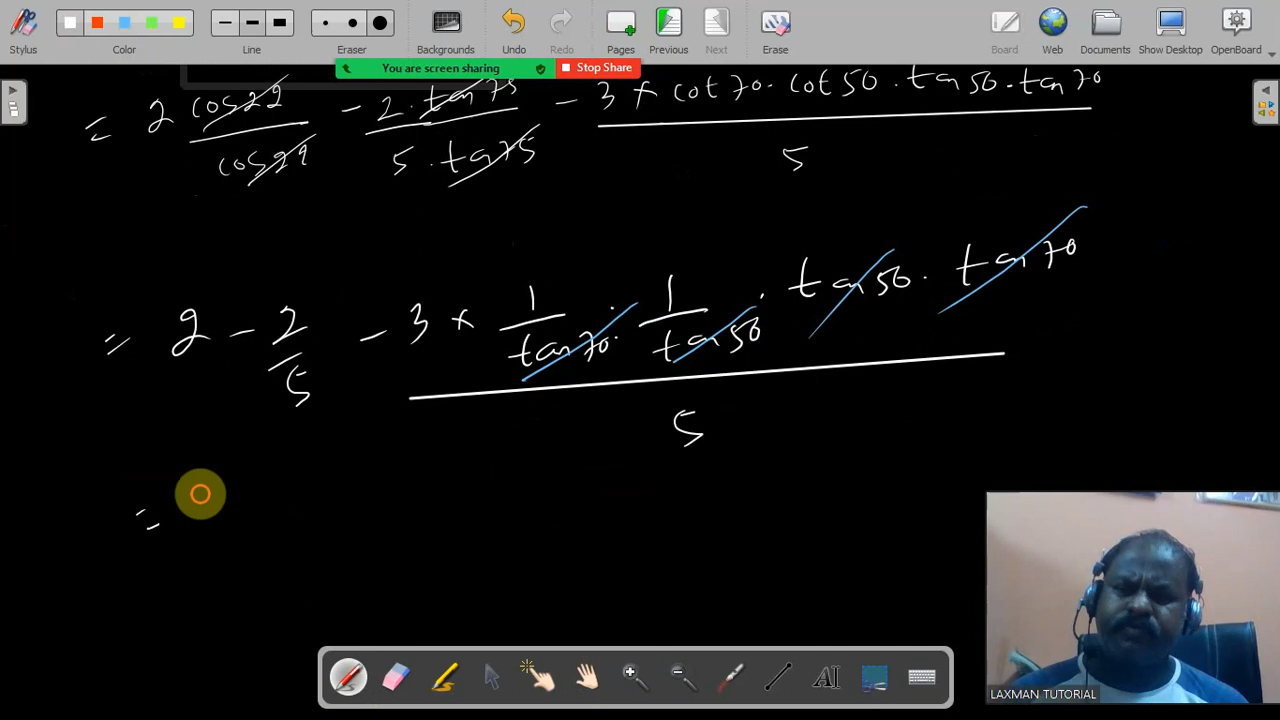 Stylus Color Line Eraser Backgrounds Undo Redo Pages Previous Next Erase Board Web Documents Show Desktop OpenBoard
You are screen sharing Stop Share
= 2 cos22/cos22 - 2·tan75/5·tan75 - 3 × cot70·cot50·tan50·tan70/5
= 2 - 2/5 - 3 × 1/tan70 · 1/tan50 · tan50 · tan70/5
=
LAXMAN TUTORIAL